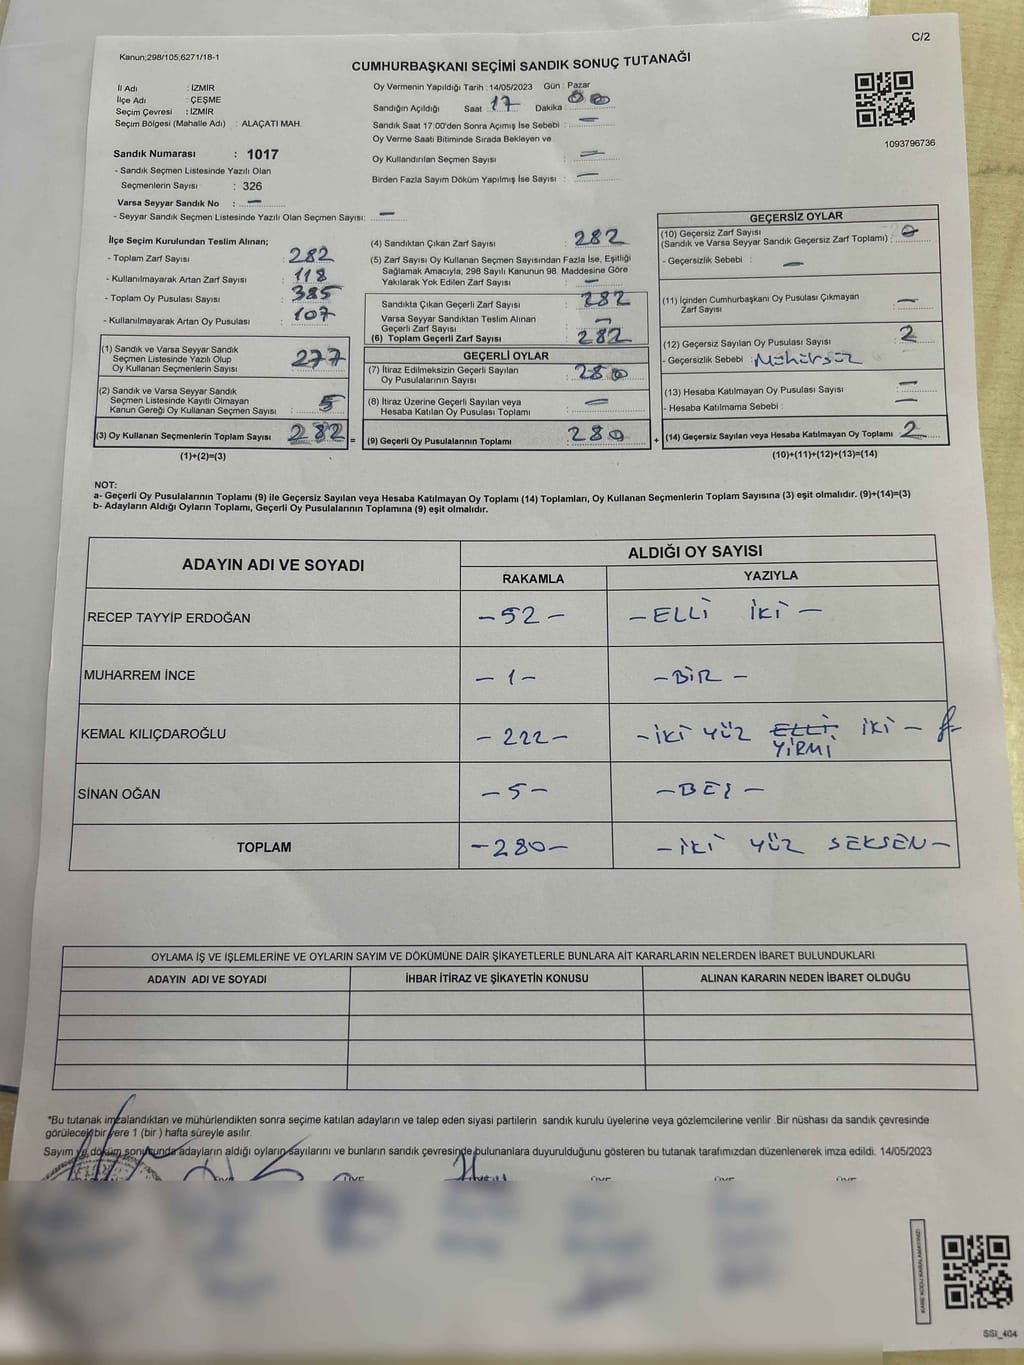 C/2
Kanun;298/105;6271/18-1
CUMHURBAŞKANI SEÇİMİ SANDIK SONUÇ TUTANAĞI
İl Adı : İZMİR
İlçe Adı : ÇEŞME
Seçim Çevresi : İZMİR
Seçim Bölgesi (Mahalle Adı) : ALAÇATI MAH.
Sandık Numarası : 1017
- Sandık Seçmen Listesinde Yazılı Olan
Seçmenlerin Sayısı : 326
Varsa Seyyar Sandık No : —
- Seyyar Sandık Seçmen Listesinde Yazılı Olan Seçmen Sayısı: —
Oy Vermenin Yapıldığı Tarih : 14/05/2023 Gün : Pazar
Sandığın Açıldığı Saat : 17 Dakika : 00
Sandık Saat 17:00'den Sonra Açımış İse Sebebi : —
Oy Verme Saati Bitiminde Sırada Bekleyen ve
Oy Kullandırılan Seçmen Sayısı : —
Birden Fazla Sayım Döküm Yapılmış İse Sayısı : —
1093796736
İlçe Seçim Kurulundan Teslim Alınan;
- Toplam Zarf Sayısı : 282
- Kullanılmayarak Artan Zarf Sayısı : 118
- Toplam Oy Pusulası Sayısı : 385
- Kullanılmayarak Artan Oy Pusulası : 107
(1) Sandık ve Varsa Seyyar Sandık
Seçmen Listesinde Yazılı Olup
Oy Kullanan Seçmenlerin Sayısı : 277
(2) Sandık ve Varsa Seyyar Sandık
Seçmen Listesinde Kayıtlı Olmayan
Kanun Gereği Oy Kullanan Seçmen Sayısı : 5
(3) Oy Kullanan Seçmenlerin Toplam Sayısı : 282 =
(1)+(2)=(3)
(4) Sandıktan Çıkan Zarf Sayısı : 282
(5) Zarf Sayısı Oy Kullanan Seçmen Sayısından Fazla İse, Eşitliği
Sağlamak Amacıyla, 298 Sayılı Kanunun 98. Maddesine Göre
Yakılarak Yok Edilen Zarf Sayısı : —
Sandıkta Çıkan Geçerli Zarf Sayısı : 282
Varsa Seyyar Sandıktan Teslim Alınan
Geçerli Zarf Sayısı : —
(6) Toplam Geçerli Zarf Sayısı : 282
GEÇERLİ OYLAR
(7) İtiraz Edilmeksizin Geçerli Sayılan
Oy Pusulalarının Sayısı : 280
(8) İtiraz Üzerine Geçerli Sayılan veya
Hesaba Katılan Oy Pusulası Toplamı : —
(9) Geçerli Oy Pusulalarının Toplamı : 280 +
GEÇERSİZ OYLAR
(10) Geçersiz Zarf Sayısı
(Sandık ve Varsa Seyyar Sandık Geçersiz Zarf Toplamı) : 0
- Geçersizlik Sebebi : —
(11) İçinden Cumhurbaşkanı Oy Pusulası Çıkmayan
Zarf Sayısı : —
(12) Geçersiz Sayılan Oy Pusulası Sayısı : 2
- Geçersizlik Sebebi : Mühürsüz
(13) Hesaba Katılmayan Oy Pusulası Sayısı : —
- Hesaba Katılmama Sebebi : —
(14) Geçersiz Sayılan veya Hesaba Katılmayan Oy Toplamı : 2
(10)+(11)+(12)+(13)=(14)
NOT:
a- Geçerli Oy Pusulalarının Toplamı (9) ile Geçersiz Sayılan veya Hesaba Katılmayan Oy Toplamı (14) Toplamları, Oy Kullanan Seçmenlerin Toplam Sayısına (3) eşit olmalıdır. (9)+(14)=(3)
b- Adayların Aldığı Oyların Toplamı, Geçerli Oy Pusulalarının Toplamına (9) eşit olmalıdır.
ADAYIN ADI VE SOYADI ALDIĞI OY SAYISI
RAKAMLA YAZIYLA
RECEP TAYYİP ERDOĞAN —52— —ELLİ İKİ—
MUHARREM İNCE —1— —BİR—
KEMAL KILIÇDAROĞLU —222— —İKİ YÜZ ELLİ YİRMİ İKİ—
SİNAN OĞAN —5— —BEŞ—
TOPLAM —280— —İKİ YÜZ SEKSEN—
OYLAMA İŞ VE İŞLEMLERİNE VE OYLARIN SAYIM VE DÖKÜMÜNE DAİR ŞİKAYETLERLE BUNLARA AİT KARARLARIN NELERDEN İBARET BULUNDUKLARI
ADAYIN ADI VE SOYADI İHBAR İTİRAZ VE ŞİKAYETİN KONUSU ALINAN KARARIN NEDEN İBARET OLDUĞU
*Bu tutanak imzalandıktan ve mühürlendikten sonra seçime katılan adayların ve talep eden siyasi partilerin sandık kurulu üyelerine veya gözlemcilerine verilir .Bir nüshası da sandık çevresinde
görülecek bir yere 1 (bir ) hafta süreyle asılır.
Sayım ve döküm sonucunda adayların aldığı oyların sayılarını ve bunların sandık çevresinde bulunanlara duyurulduğunu gösteren bu tutanak tarafımızdan düzenlenerek imza edildi. 14/05/2023
KARE KODU KARALAMAYINIZ!
SSI_404